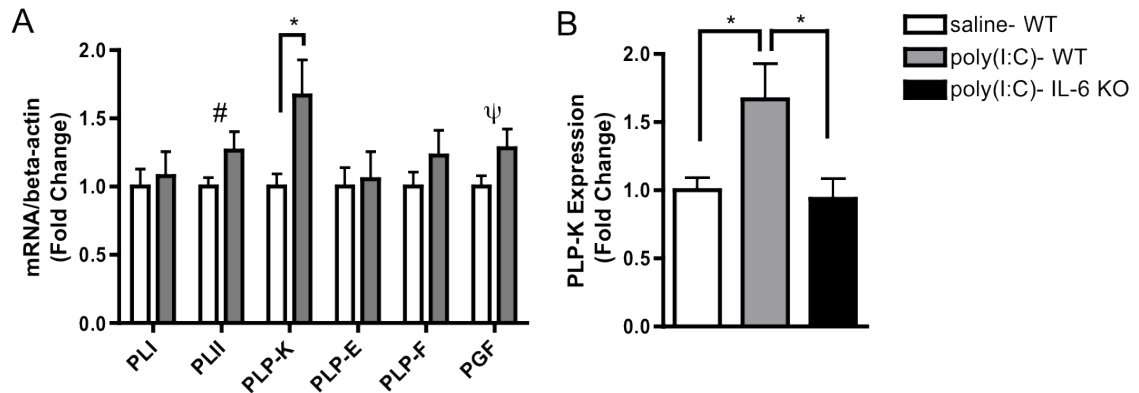 A
mRNA/beta-actin
(Fold Change)
2.0
1.5
1.0
0.5
0.0
#
*
ψ
PLI
PLII
PLP-K
PLP-E
PLP-F
PGF
B
PLP-K Expression
(Fold Change)
2.0
1.5
1.0
0.5
0.0
*
*
saline- WT
poly(I:C)- WT
poly(I:C)- IL-6 KO